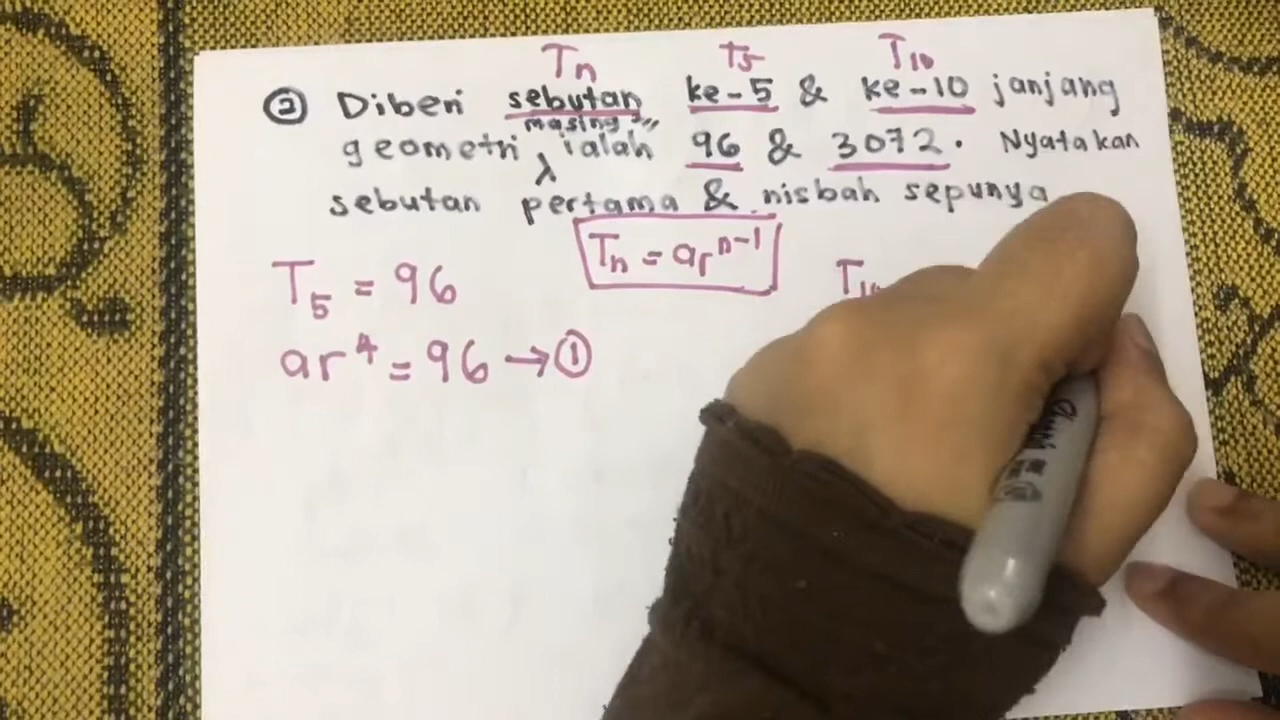 Tn T5 T10
② Diberi sebutan ke-5 & ke-10 janjang
masing²,,
geometri ialah 96 & 3072. Nyatakan
sebutan pertama & nisbah sepunya
Tn = ar^(n-1)
T5 = 96
ar^4 = 96 → ①